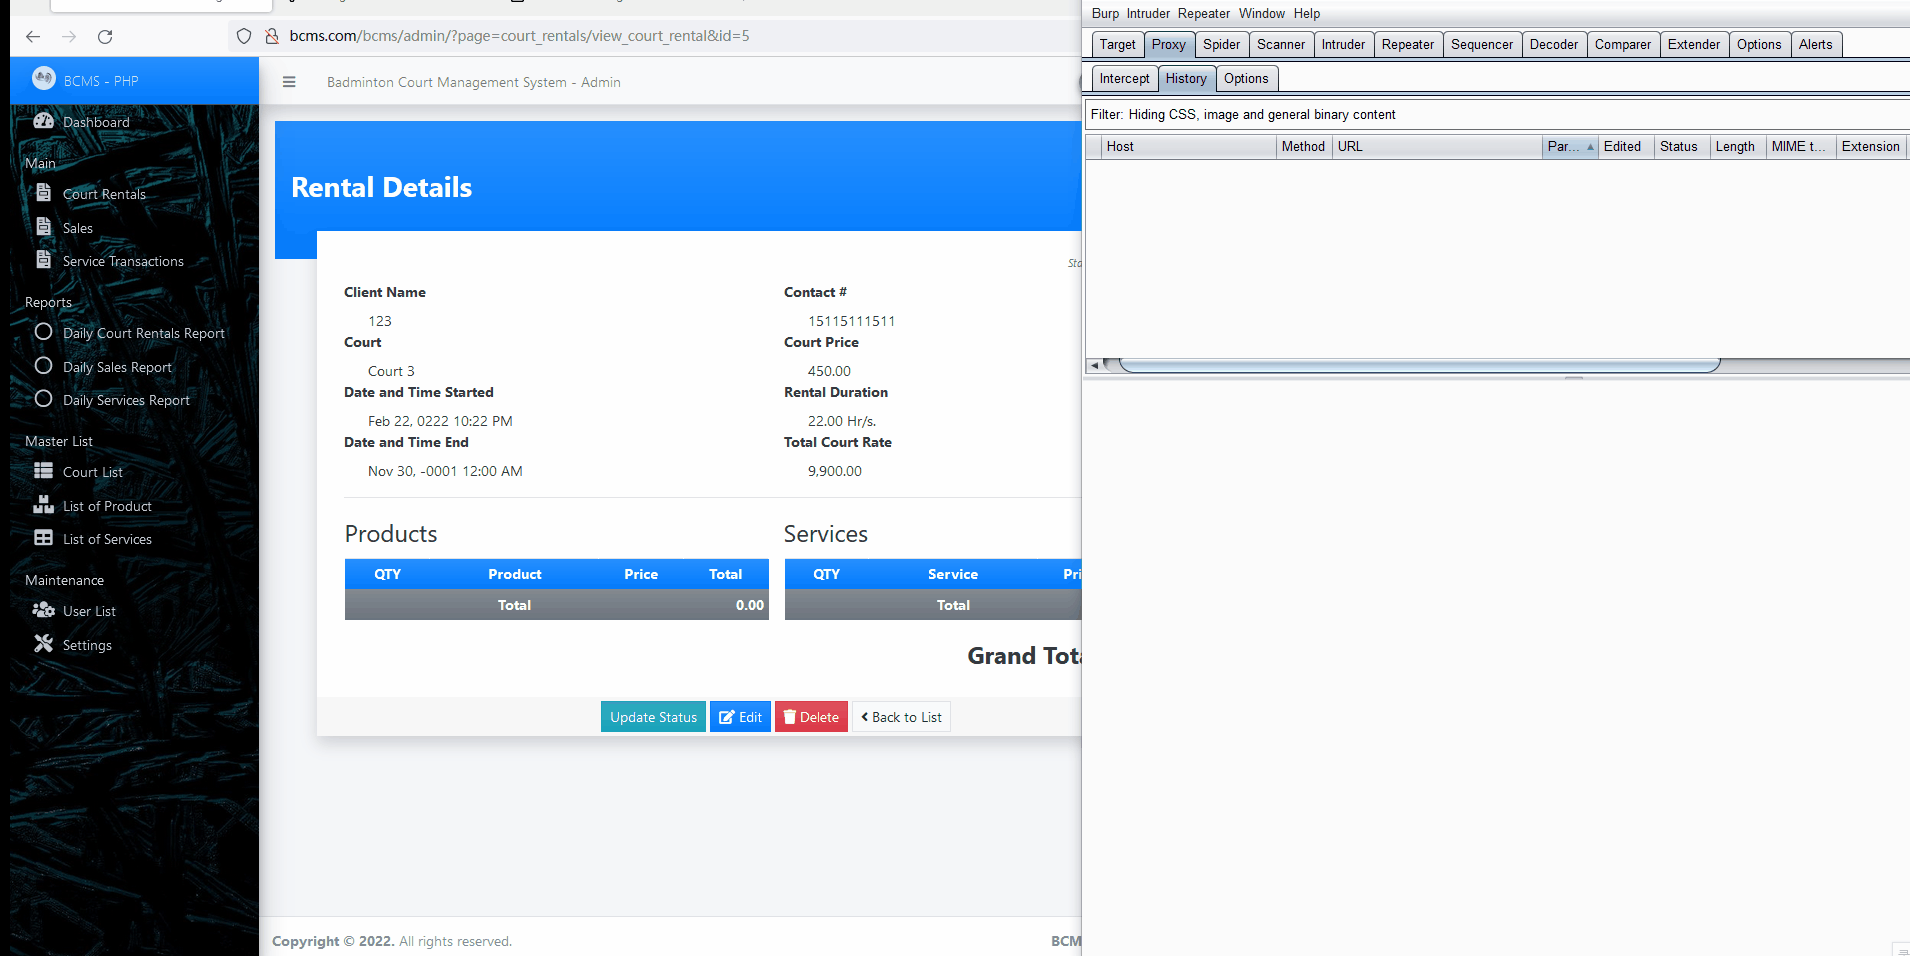 bcms.com/bcms/admin/?page=court_rentals/view_court_rental&id=5
BCMS - PHP
Badminton Court Management System - Admin
Dashboard
Main
Court Rentals
Sales
Service Transactions
Reports
Daily Court Rentals Report
Daily Sales Report
Daily Services Report
Master List
Court List
List of Product
List of Services
Maintenance
User List
Settings
Rental Details
Client Name
123
Court
Court 3
Date and Time Started
Feb 22, 0222 10:22 PM
Date and Time End
Nov 30, -0001 12:00 AM
Contact #
15115111511
Court Price
450.00
Rental Duration
22.00 Hr/s.
Total Court Rate
9,900.00
Products
QTY Product Price Total
Total 0.00
Services
QTY Service Pri
Total
Grand Tota
Update Status Edit Delete Back to List
Copyright © 2022. All rights reserved.
BCM
Burp Intruder Repeater Window Help
Target Proxy Spider Scanner Intruder Repeater Sequencer Decoder Comparer Extender Options Alerts
Intercept History Options
Filter: Hiding CSS, image and general binary content
Host Method URL Par... Edited Status Length MIME t... Extension